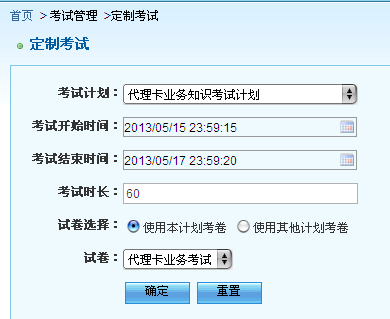 首页 >考试管理 >定制考试
定制考试
考试计划： 代理卡业务知识考试计划
考试开始时间： 2013/05/15 23:59:15
考试结束时间： 2013/05/17 23:59:20
考试时长： 60
试卷选择： 使用本计划考卷 使用其他计划考卷
试卷： 代理卡业务考试
确定 重置